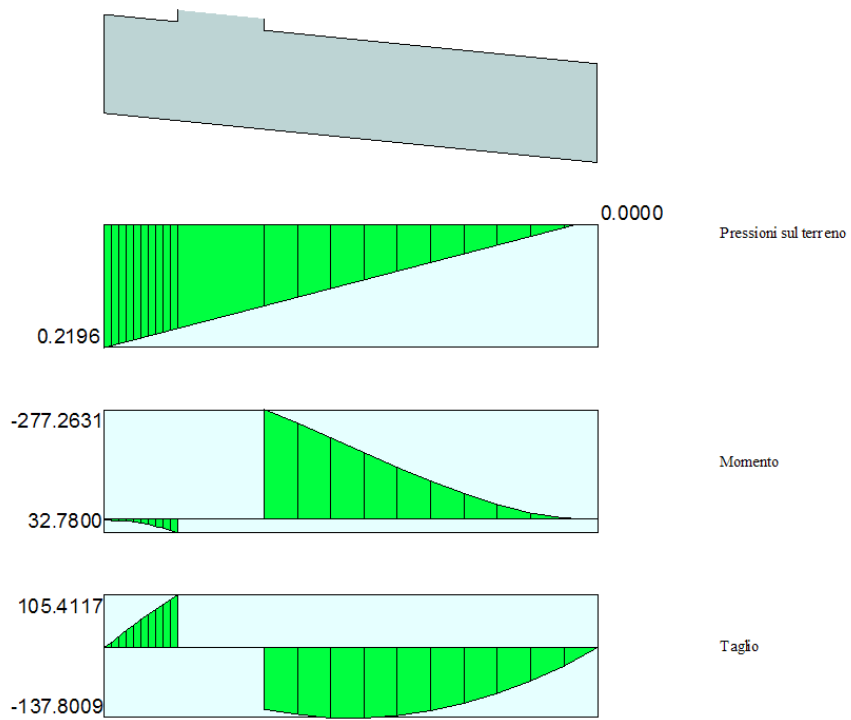 0.0000
Pressioni sul terreno
0.2196
-277.2631
Momento
32.7800
105.4117
Taglio
-137.8009